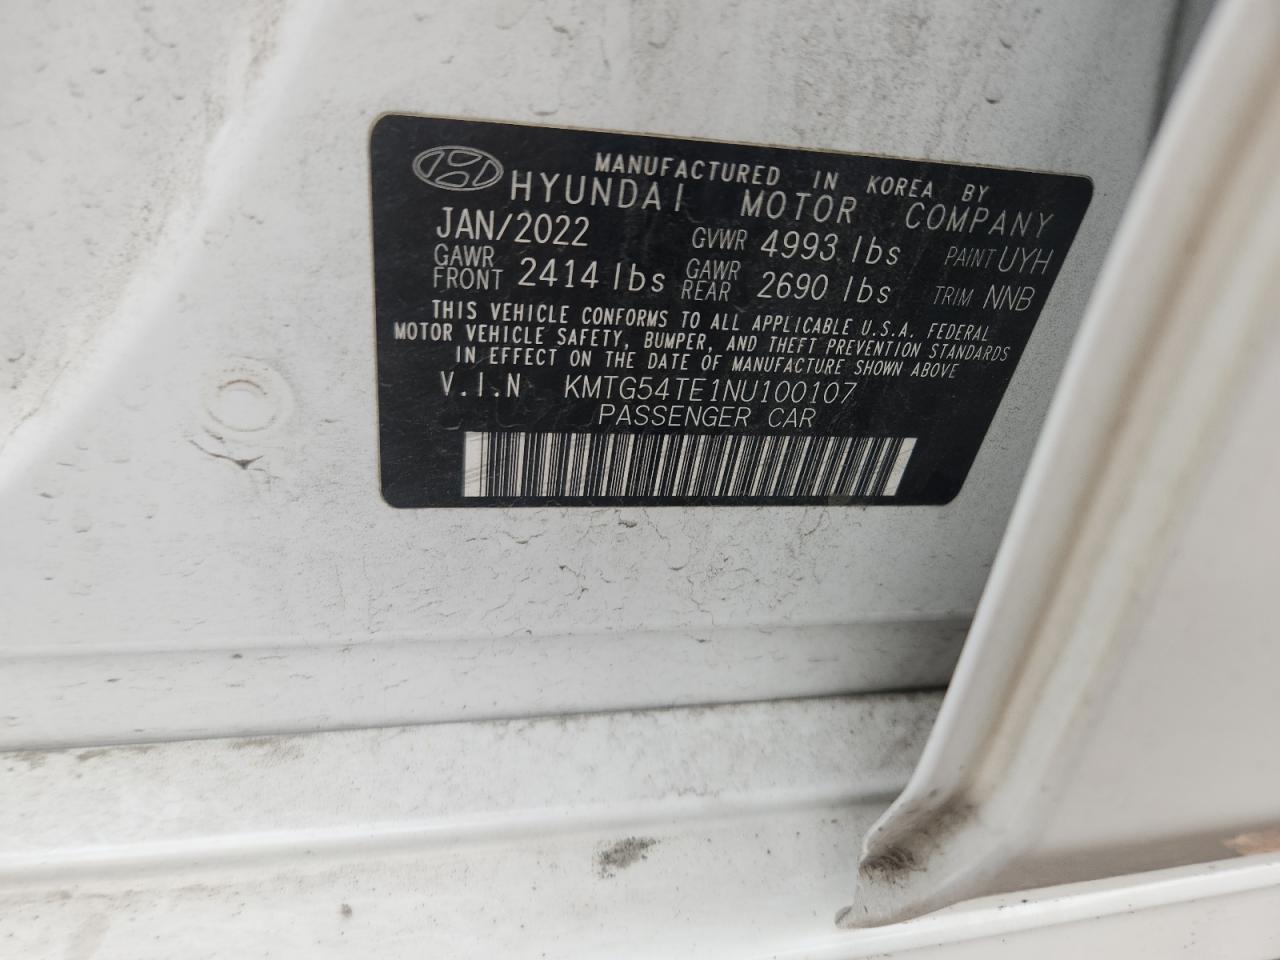 MANUFACTURED IN KOREA BY
HYUNDAI MOTOR COMPANY
JAN/2022 GVWR 4993 lbs PAINT UYH
GAWR FRONT 2414 lbs GAWR REAR 2690 lbs TRIM NNB
THIS VEHICLE CONFORMS TO ALL APPLICABLE U.S.A. FEDERAL
MOTOR VEHICLE SAFETY, BUMPER, AND THEFT PREVENTION STANDARDS
IN EFFECT ON THE DATE OF MANUFACTURE SHOWN ABOVE
V.I.N KMTG54TE1NU100107
PASSENGER CAR